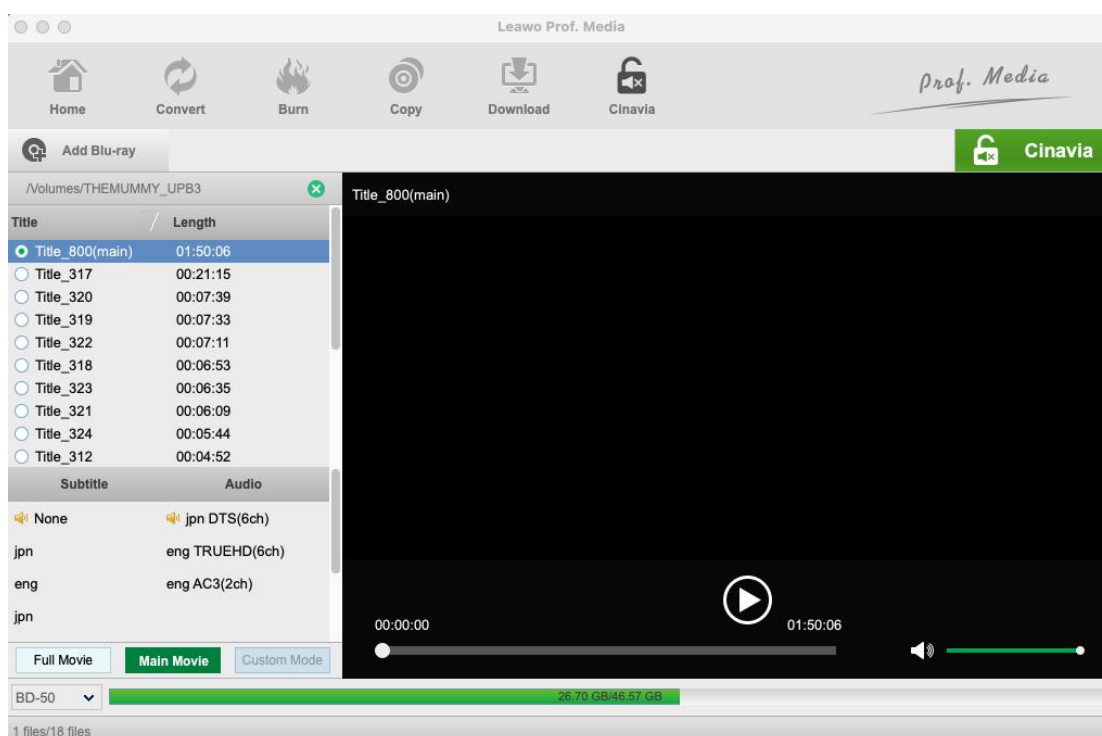 Leawo Prof. Media
Home Convert Burn Copy Download Cinavia
Prof. Media
Add Blu-ray
Cinavia
/Volumes/THEMUMMY_UPB3
Title_800(main)
Title Length
Title_800(main) 01:50:06
Title_317 00:21:15
Title_320 00:07:39
Title_319 00:07:33
Title_322 00:07:11
Title_318 00:06:53
Title_323 00:06:35
Title_321 00:06:09
Title_324 00:05:44
Title_312 00:04:52
Subtitle Audio
None jpn DTS(6ch)
jpn eng TRUEHD(6ch)
eng eng AC3(2ch)
jpn
00:00:00 01:50:06
Full Movie Main Movie Custom Mode
BD-50 26.70 GB/46.57 GB
1 files/18 files